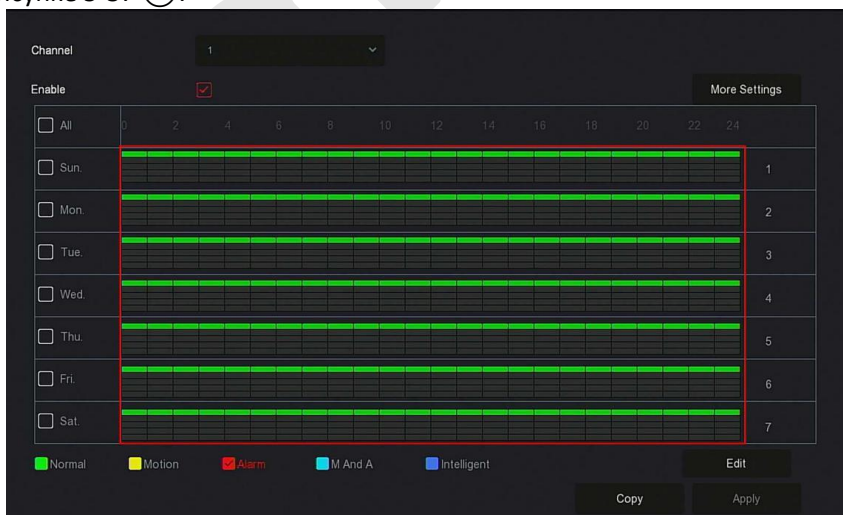 Channel 1
Enable More Settings
All 0 2 4 6 8 10 12 14 16 18 20 22 24
Sun. 1
Mon. 2
Tue. 3
Wed. 4
Thu. 5
Fri. 6
Sat. 7
Normal Motion Alarm M And A Intelligent Edit
Copy Apply